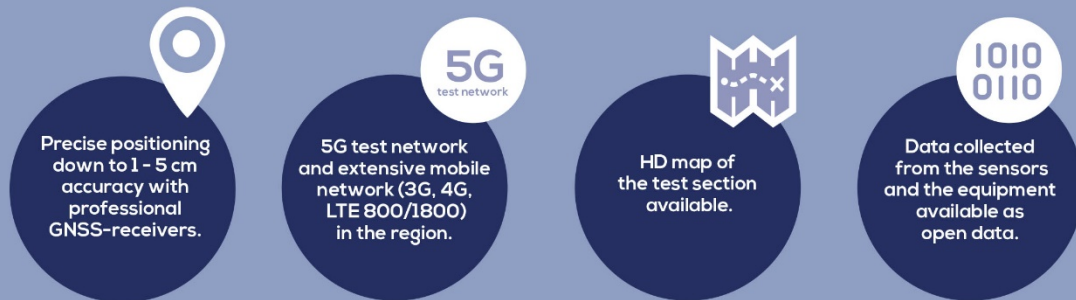 Precise positioning
down to 1 - 5 cm
accuracy with
professional
GNSS-receivers.
5G
test network
5G test network
and extensive mobile
network (3G, 4G,
LTE 800/1800)
in the region.
HD map of
the test section
available.
1010
0110
Data collected
from the sensors
and the equipment
available as
open data.